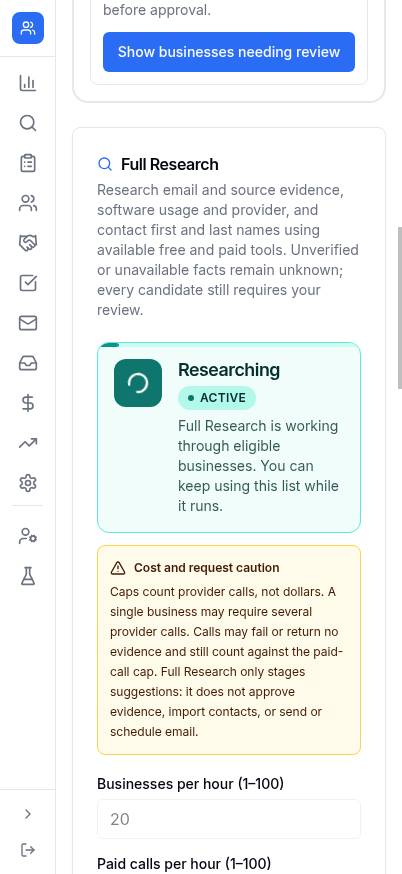 before approval.
Show businesses needing review
Full Research
Research email and source evidence,
software usage and provider, and
contact first and last names using
available free and paid tools. Unverified
or unavailable facts remain unknown;
every candidate still requires your
review.
Researching
ACTIVE
Full Research is working
through eligible
businesses. You can
keep using this list while
it runs.
Cost and request caution
Caps count provider calls, not dollars. A
single business may require several
provider calls. Calls may fail or return no
evidence and still count against the paid-
call cap. Full Research only stages
suggestions: it does not approve
evidence, import contacts, or send or
schedule email.
Businesses per hour (1–100)
20
Paid calls per hour (1–100)